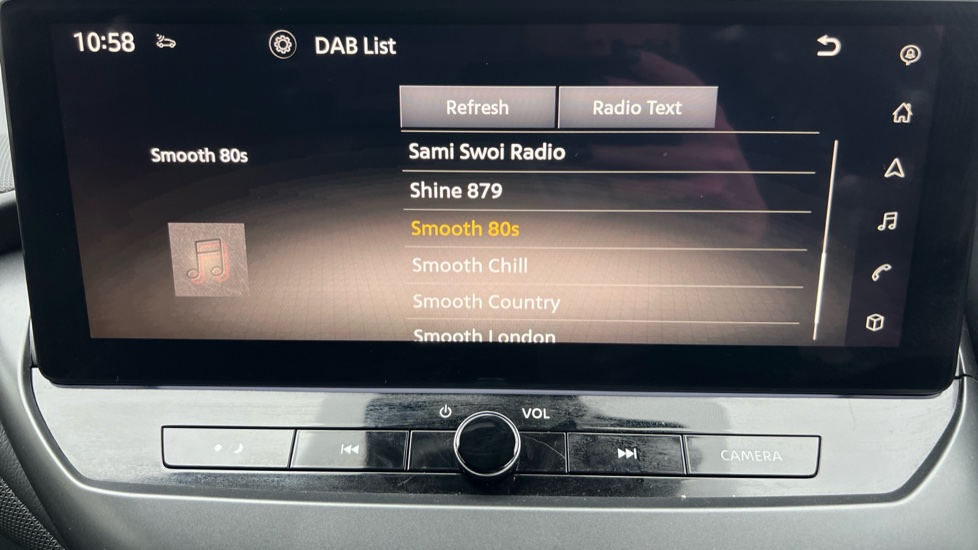 10:58
DAB List
Refresh
Radio Text
Smooth 80s
Sami Swoi Radio
Shine 879
Smooth 80s
Smooth Chill
Smooth Country
Smooth London
VOL
CAMERA